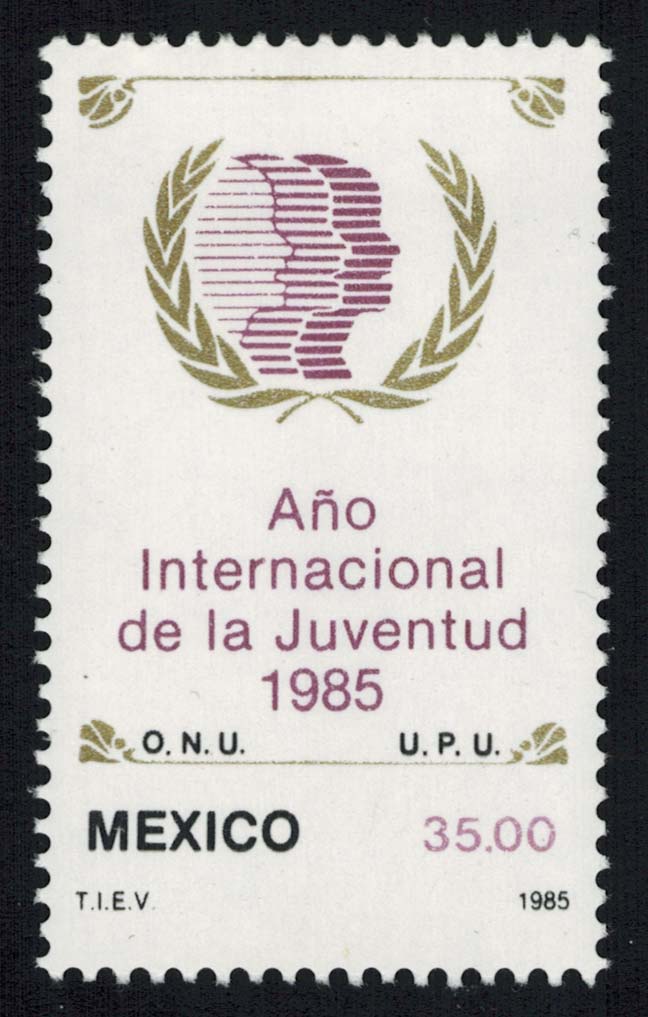 Año
Internacional
de la Juventud
1985
O.N.U. U.P.U.
MEXICO 35.00
T.I.E.V. 1985